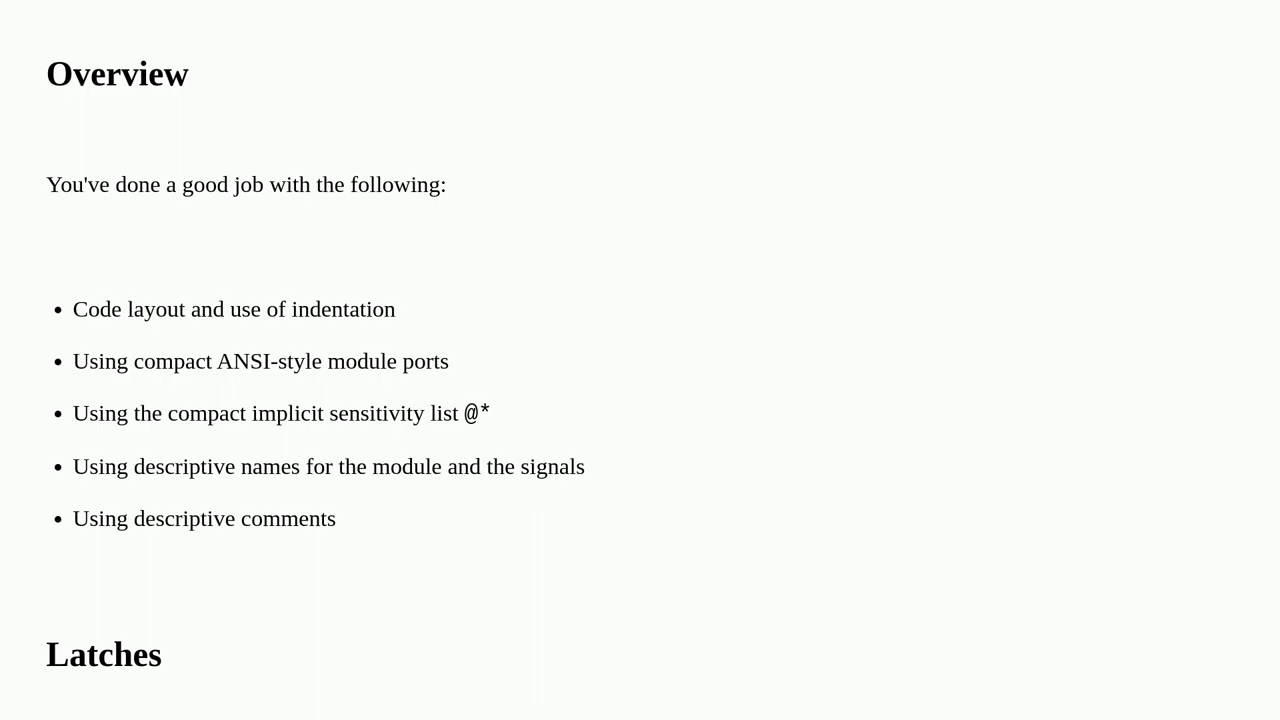 Overview
You've done a good job with the following:
• Code layout and use of indentation
• Using compact ANSI-style module ports
• Using the compact implicit sensitivity list @*
• Using descriptive names for the module and the signals
• Using descriptive comments
Latches